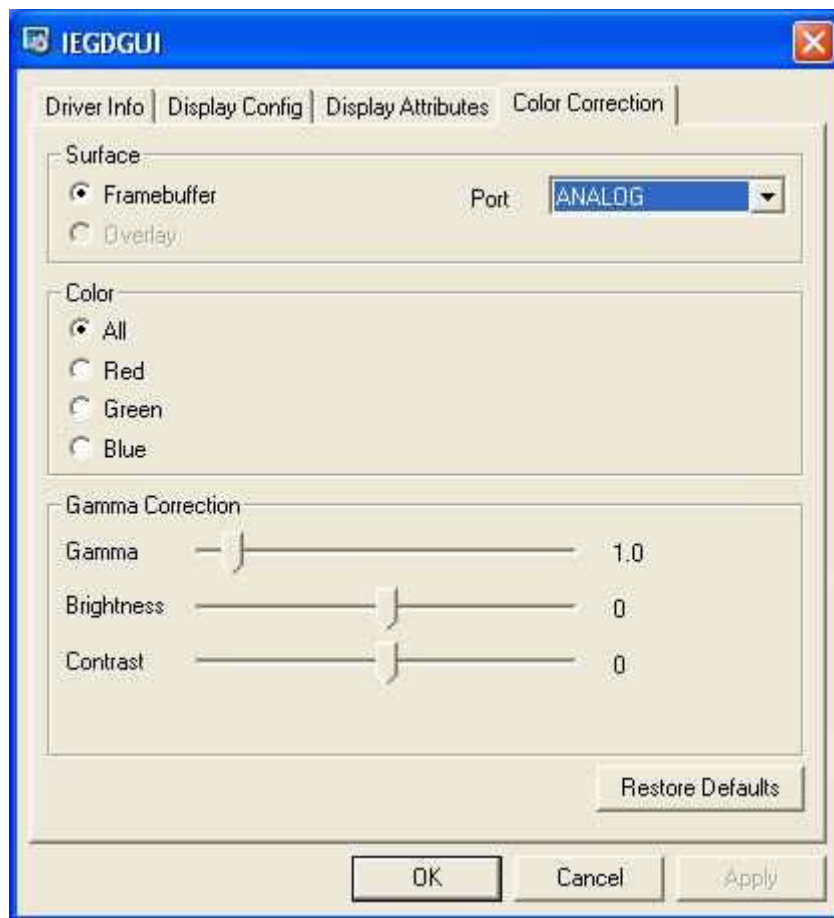 IEGDGUI
Driver Info Display Config Display Attributes Color Correction
Surface
Framebuffer Port ANALOG
Overlay
Color
All
Red
Green
Blue
Gamma Correction
Gamma 1.0
Brightness 0
Contrast 0
Restore Defaults
OK Cancel Apply